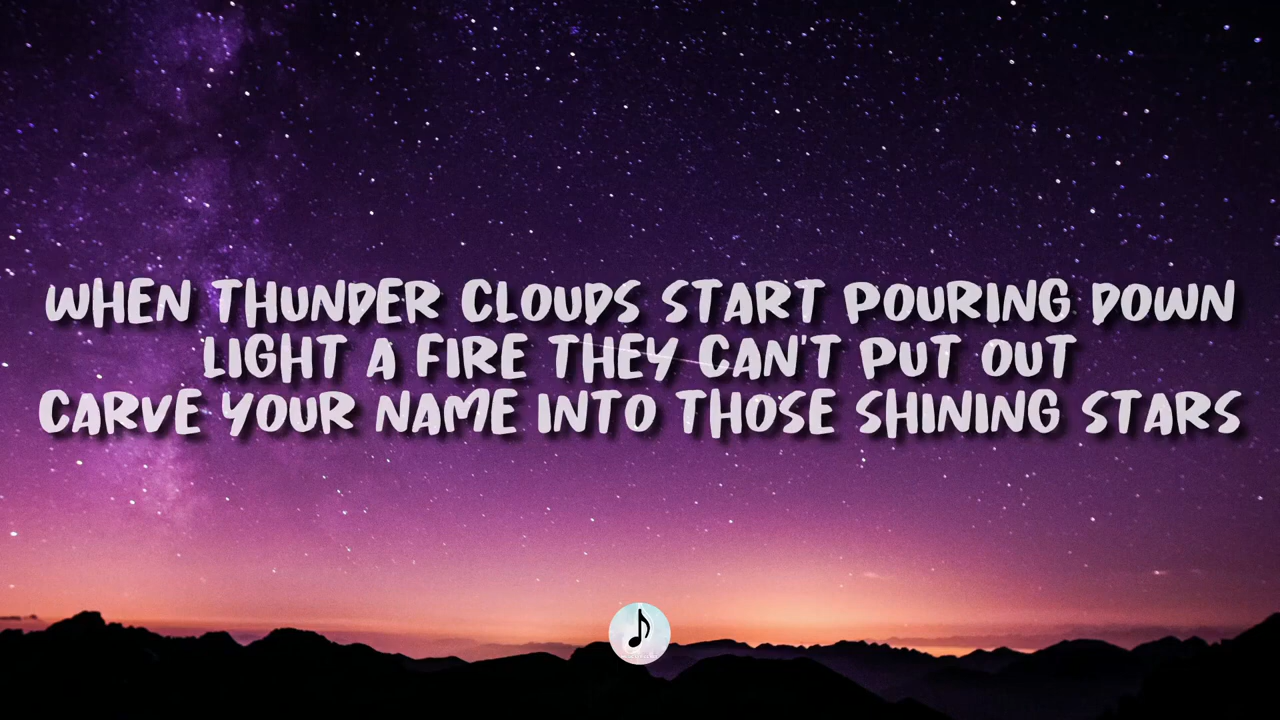 WHEN THUNDER CLOUDS START POURING DOWN
LIGHT A FIRE THEY CAN'T PUT OUT
CARVE YOUR NAME INTO THOSE SHINING STARS